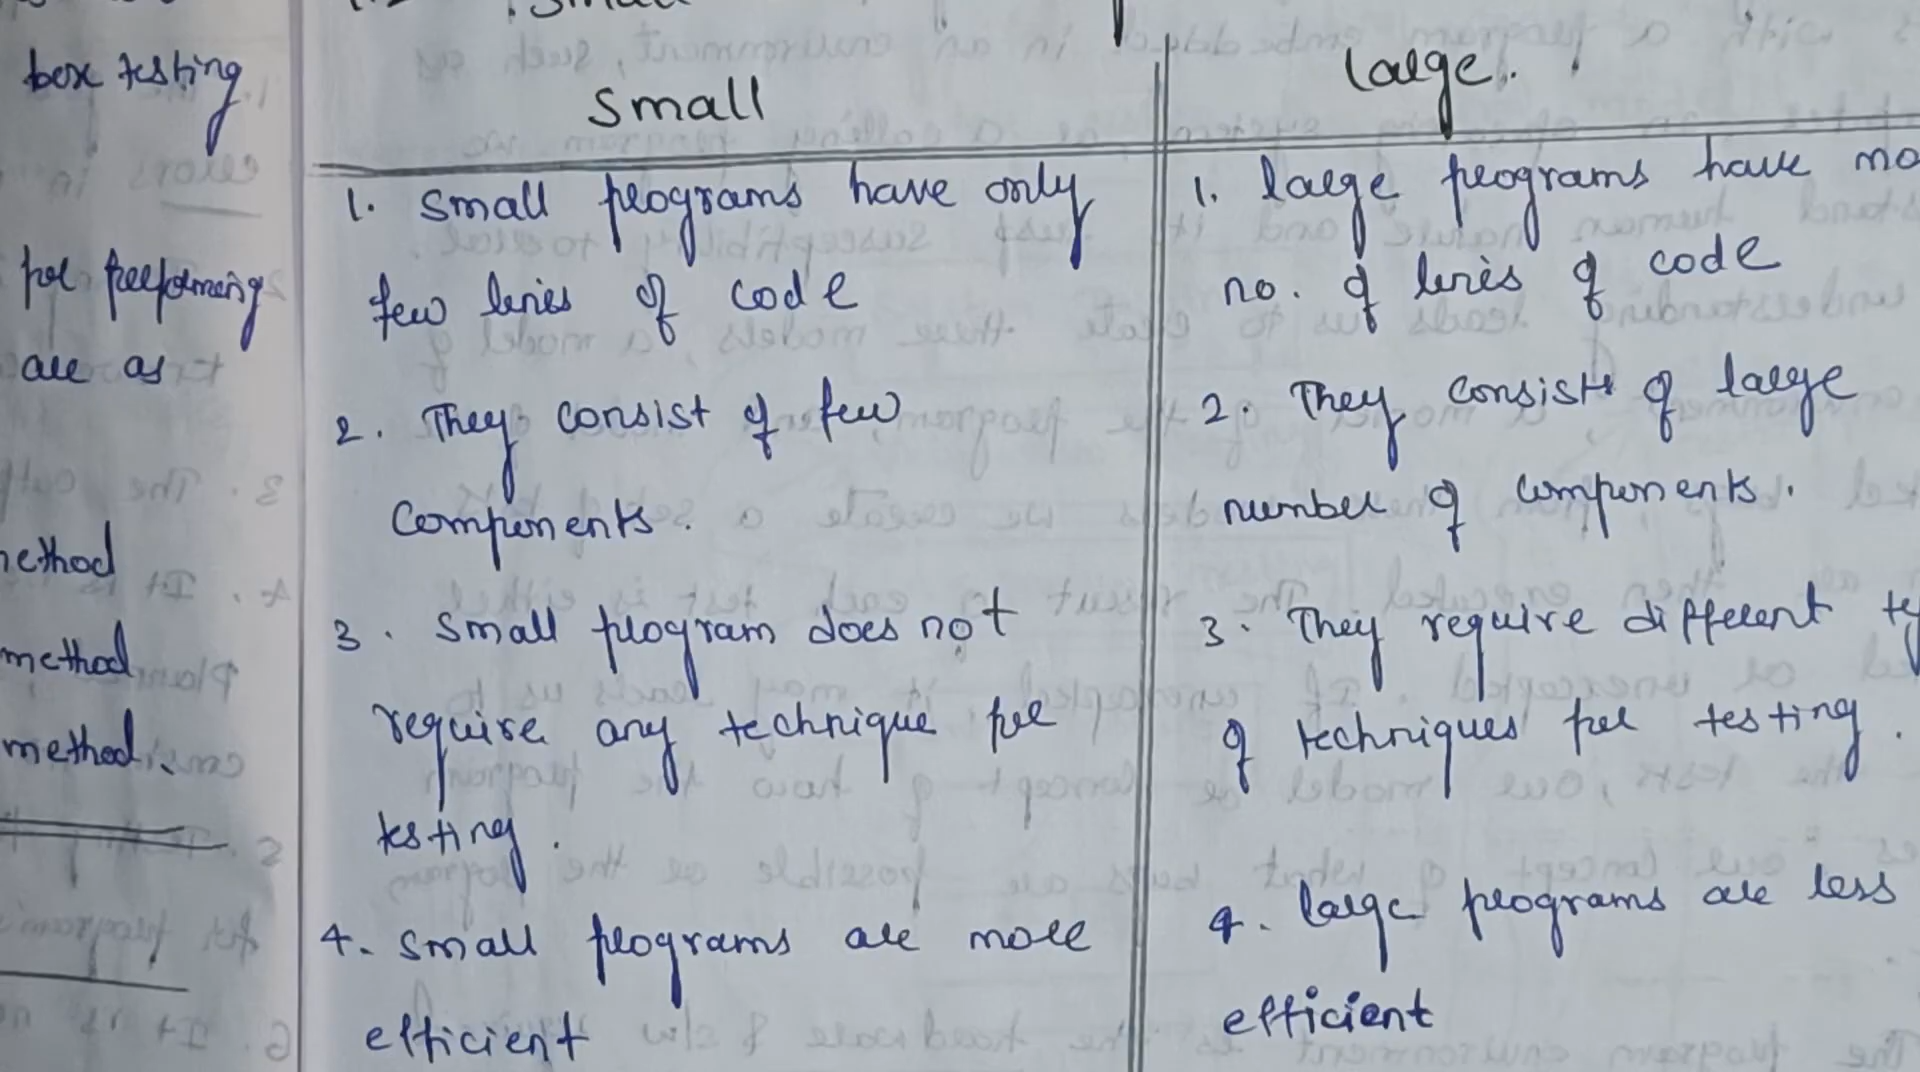 box testing
for performing
are as
method
method
method.
Small
Small
large.
1. Small programs have only
few lines of code
2. They consist of few
Components.
3. Small program does not
require any technique for
testing.
4. Small programs are more
efficient
1. large programs have
no. of lines of code
2. They consists of large
number of components.
3. They require different
of techniques for testing.
4. large programs are less
efficient